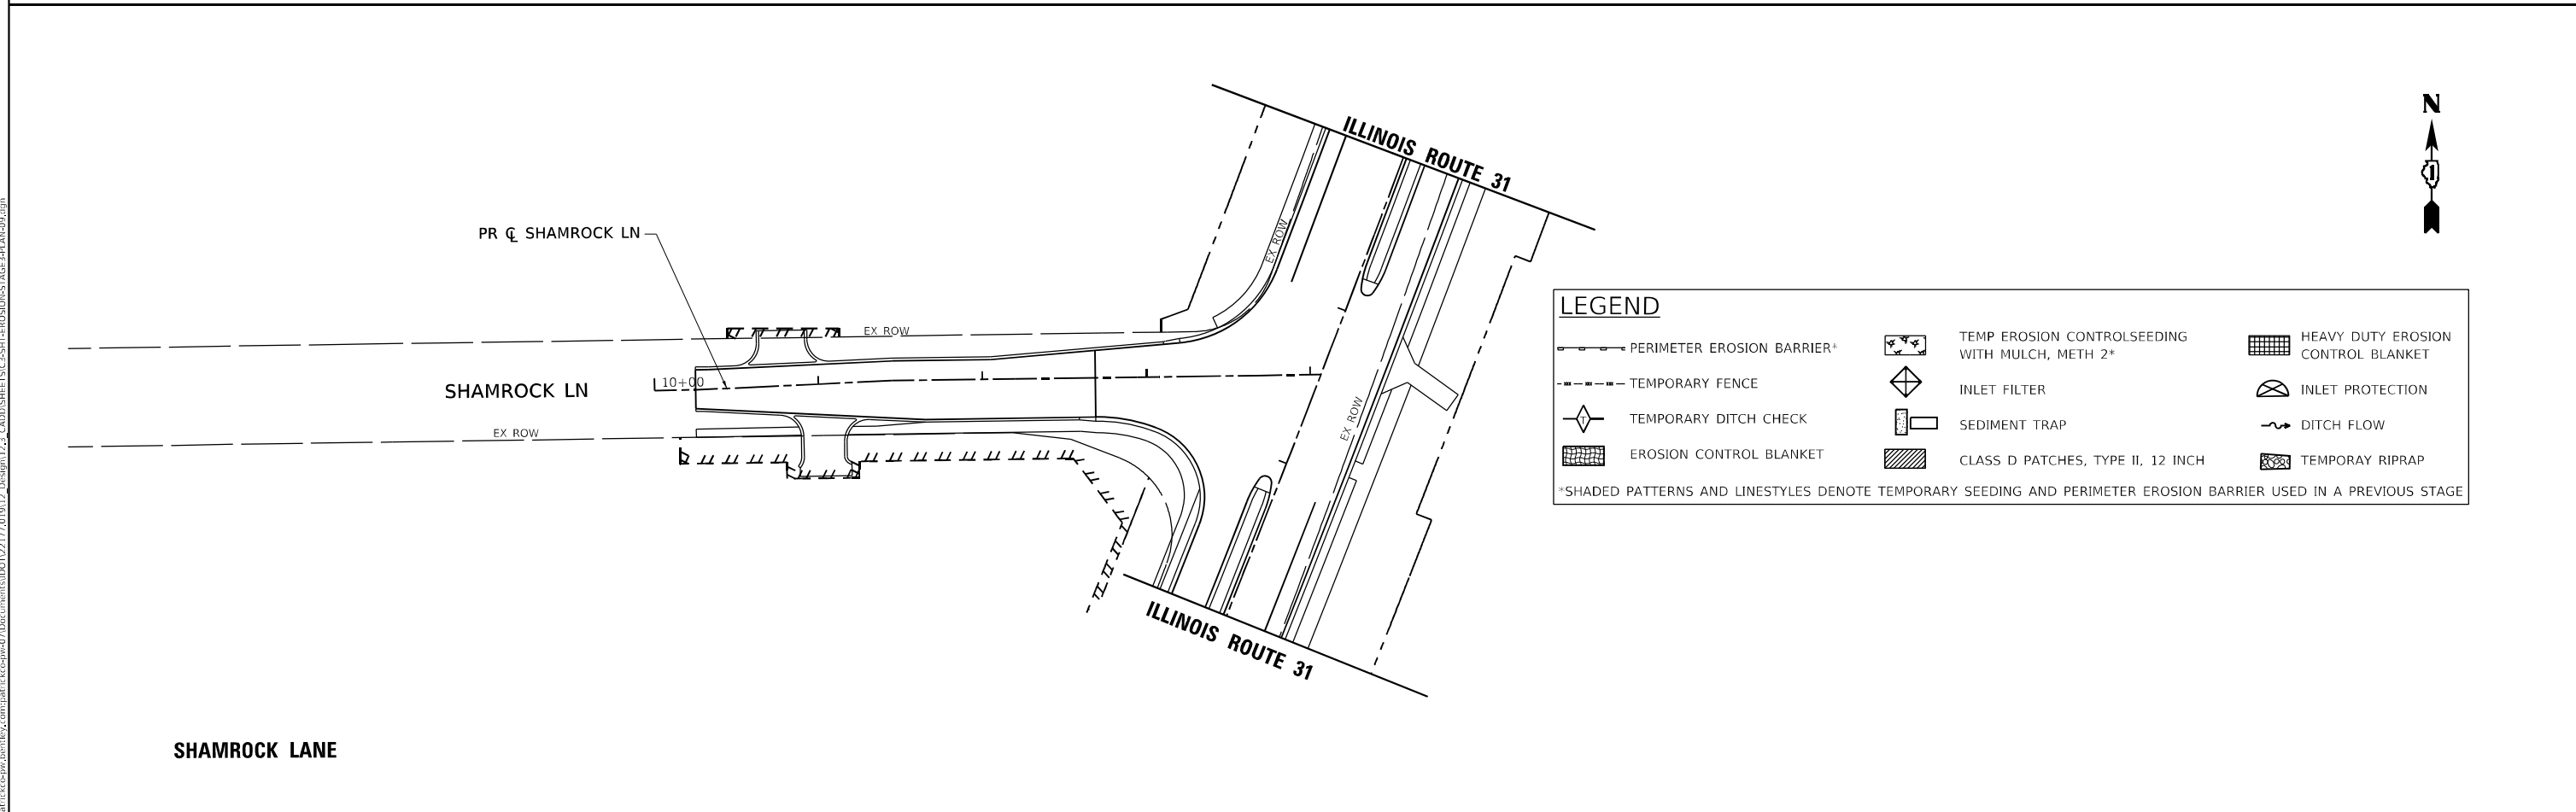 N
1
ILLINOIS ROUTE 31
EX ROW
PR ℄ SHAMROCK LN
EX ROW
10+00
SHAMROCK LN
EX ROW
EX ROW
ILLINOIS ROUTE 31
SHAMROCK LANE
LEGEND
PERIMETER EROSION BARRIER*
TEMPORARY FENCE
T
TEMPORARY DITCH CHECK
EROSION CONTROL BLANKET
TEMP EROSION CONTROLSEEDING
WITH MULCH, METH 2*
INLET FILTER
SEDIMENT TRAP
CLASS D PATCHES, TYPE II, 12 INCH
HEAVY DUTY EROSION
CONTROL BLANKET
INLET PROTECTION
DITCH FLOW
TEMPORAY RIPRAP
*SHADED PATTERNS AND LINESTYLES DENOTE TEMPORARY SEEDING AND PERIMETER EROSION BARRIER USED IN A PREVIOUS STAGE